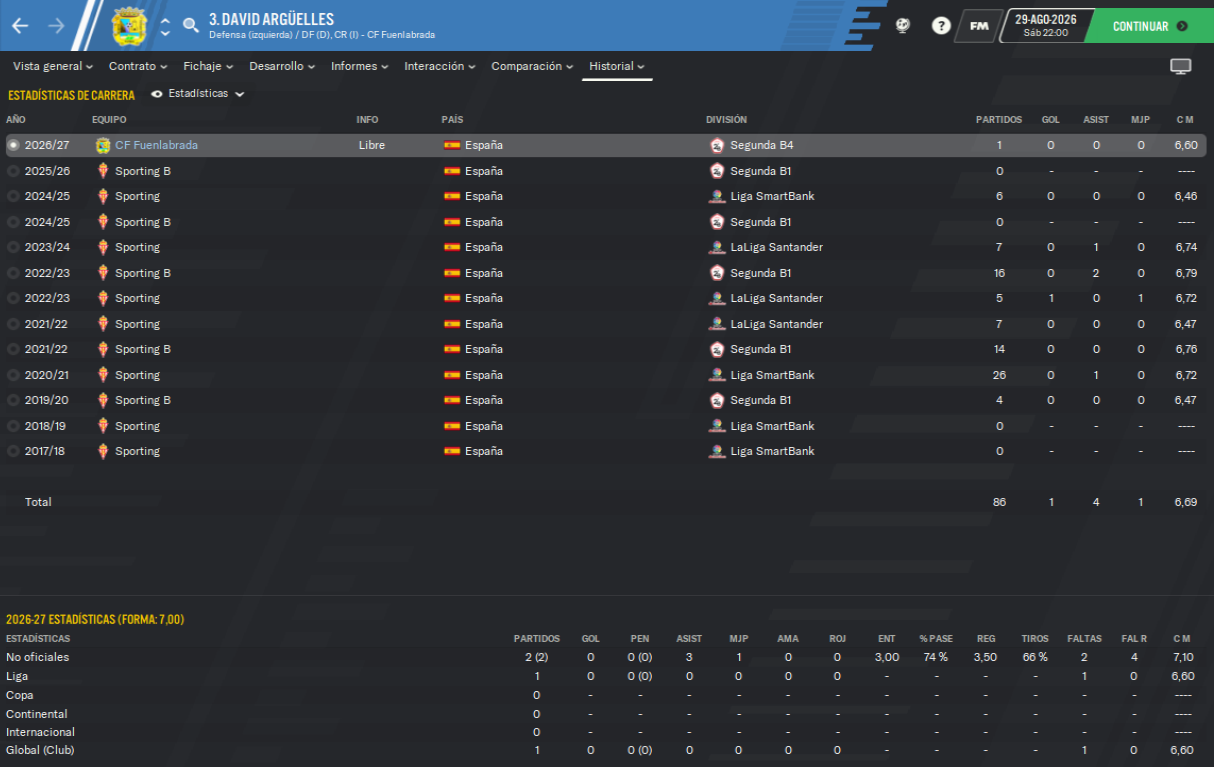 3. DAVID ARGÜELLES
Defensa (izquierda) / DF (D), CR (I) - CF Fuenlabrada
? FM 29-AGO-2026 CONTINUAR
Sáb 22:00
Vista general Contrato Fichaje Desarrollo Informes Interacción Comparación Historial
ESTADÍSTICAS DE CARRERA Estadísticas
AÑO EQUIPO INFO PAÍS DIVISIÓN PARTIDOS GOL ASIST MJP C M
2026/27 CF Fuenlabrada Libre España Segunda B4 1 0 0 0 6,60
2025/26 Sporting B España Segunda B1 0 - - - ----
2024/25 Sporting España Liga SmartBank 6 0 0 0 6,46
2024/25 Sporting B España Segunda B1 0 - - - ----
2023/24 Sporting España LaLiga Santander 7 0 1 0 6,74
2022/23 Sporting B España Segunda B1 16 0 2 0 6,79
2022/23 Sporting España LaLiga Santander 5 1 0 1 6,72
2021/22 Sporting España LaLiga Santander 7 0 0 0 6,47
2021/22 Sporting B España Segunda B1 14 0 0 0 6,76
2020/21 Sporting España Liga SmartBank 26 0 1 0 6,72
2019/20 Sporting B España Segunda B1 4 0 0 0 6,47
2018/19 Sporting España Liga SmartBank 0 - - - ----
2017/18 Sporting España Liga SmartBank 0 - - - ----
Total 86 1 4 1 6,69
2026-27 ESTADÍSTICAS (FORMA: 7,00)
ESTADÍSTICAS PARTIDOS GOL PEN ASIST MJP AMA ROJ ENT % PASE REG TIROS FALTAS FAL R C M
No oficiales 2 (2) 0 0 (0) 3 1 0 0 3,00 74 % 3,50 66 % 2 4 7,10
Liga 1 0 0 (0) 0 0 0 0 - - - - 1 0 6,60
Copa 0 - - - - - - - - - - - - ----
Continental 0 - - - - - - - - - - - - ----
Internacional 0 - - - - - - - - - - - - ----
Global (Club) 1 0 0 (0) 0 0 0 0 - - - - 1 0 6,60